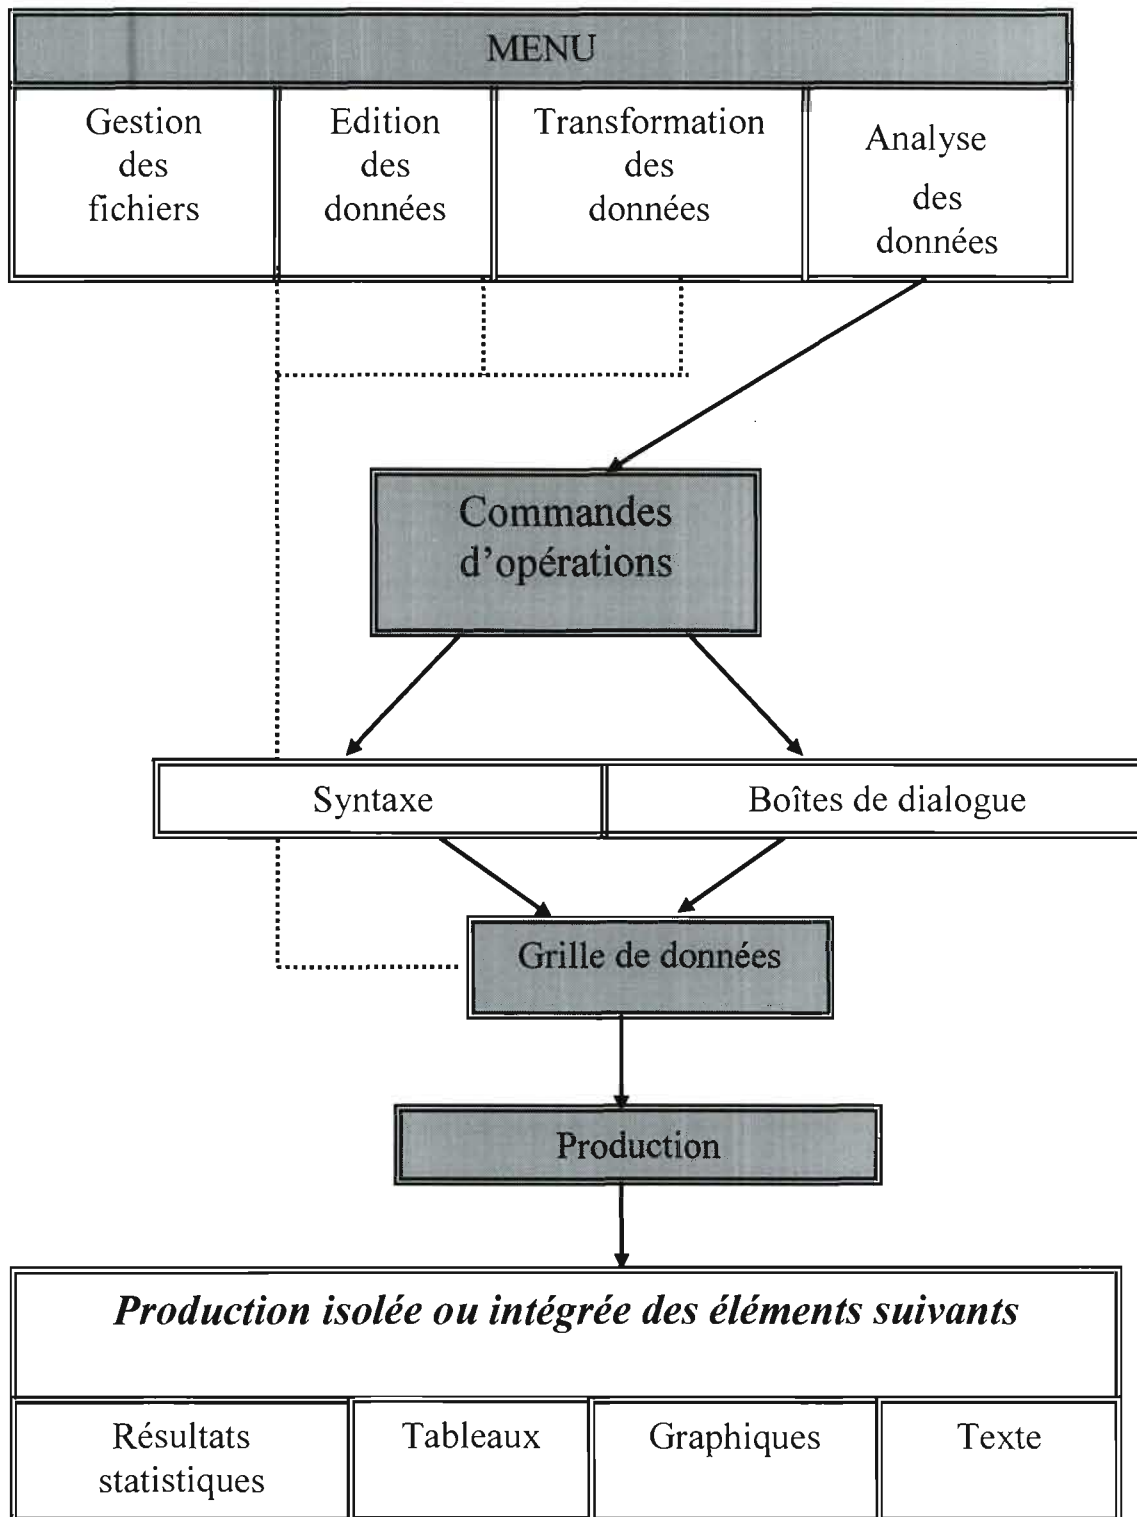 MENU
Gestion
des
fichiers
Edition
des
données
Transformation
des
données
Analyse
des
données
Commandes
d'opérations
Syntaxe
Boîtes de dialogue
Grille de données
Production
Production isolée ou intégrée des éléments suivants
Résultats
statistiques
Tableaux
Graphiques
Texte